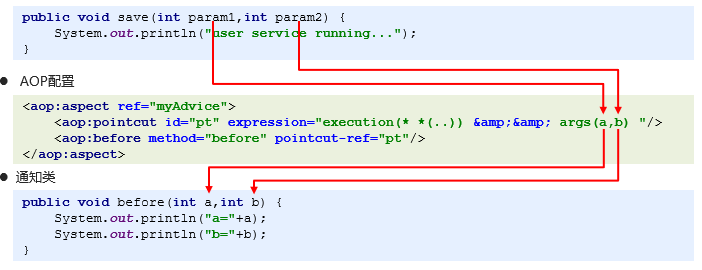 public void save(int param1,int param2) {
    System.out.println("user service running...");
}
● AOP配置
<aop:aspect ref="myAdvice">
    <aop:pointcut id="pt" expression="execution(* *(..)) &amp;&amp; args(a,b) "/>
    <aop:before method="before" pointcut-ref="pt"/>
</aop:aspect>
● 通知类
public void before(int a,int b) {
    System.out.println("a="+a);
    System.out.println("b="+b);
}